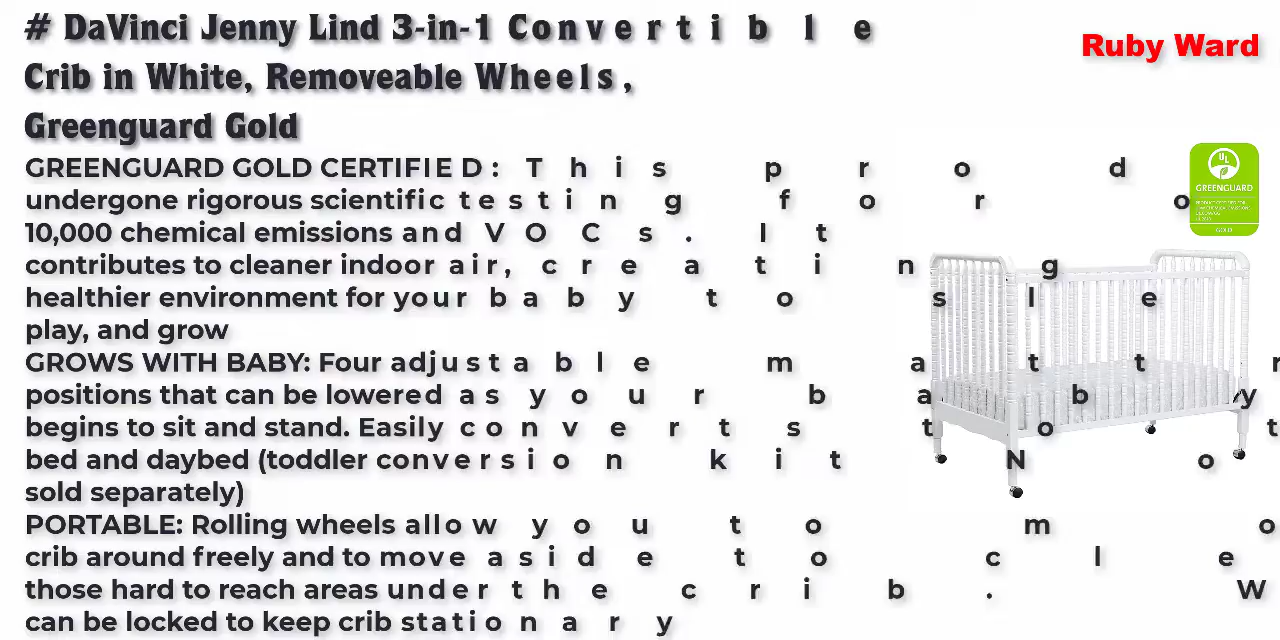 # DaVinci Jenny Lind 3-in-1 Convertible
Crib in White, Removeable Wheels,
Greenguard Gold
Ruby Ward
GREENGUARD GOLD CERTIFIED: This prod
undergone rigorous scientific testing for o
10,000 chemical emissions and VOCs. It
contributes to cleaner indoor air, creating
healthier environment for your baby to sle
play, and grow
GROWS WITH BABY: Four adjustable mattr
positions that can be lowered as your baby
begins to sit and stand. Easily converts to t
bed and daybed (toddler conversion kit No
sold separately)
PORTABLE: Rolling wheels allow you to mo
crib around freely and to move aside to cle
those hard to reach areas under the crib. W
can be locked to keep crib stationary
UL
GREENGUARD
GOLD